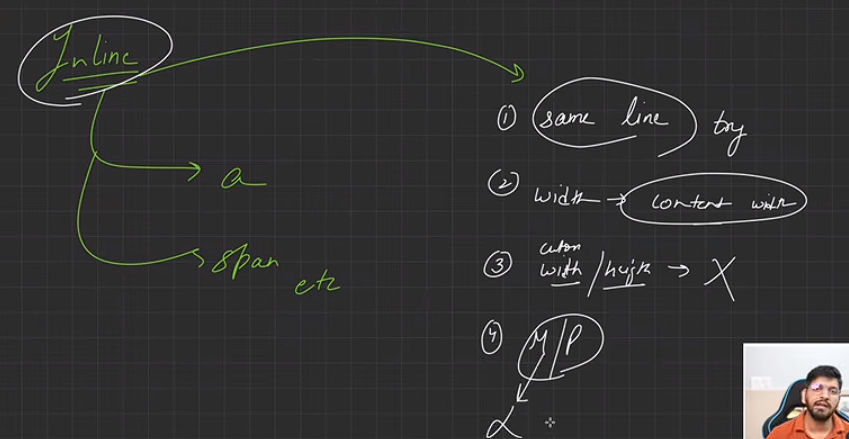 Inline
a
span
etc
① same line try
② width → content width
③ custom width / height → X
④ M/P